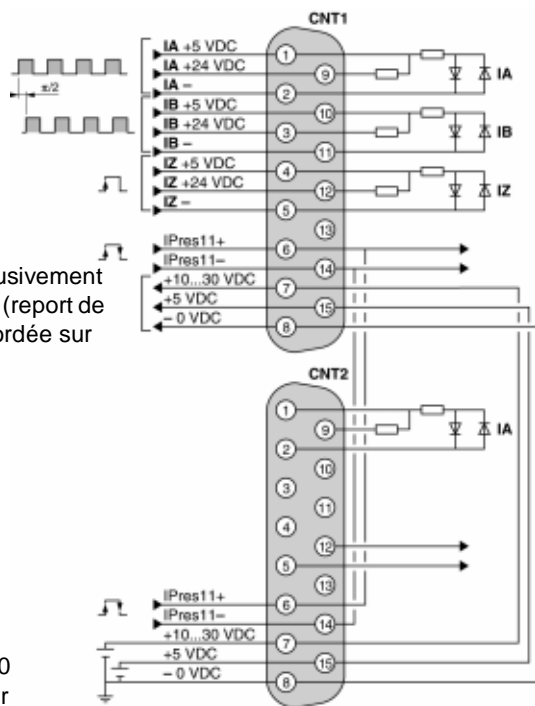 CNT1
IA +5 VDC
1
IA +24 VDC
9
IA
π/2
IA –
2
IB +5 VDC
10
IB +24 VDC
3
IB
IB –
11
IZ +5 VDC
4
IZ +24 VDC
12
IZ
IZ –
5
13
IPres11+
6
IPres11–
14
usivement
+10...30 VDC
7
(report de
+5 VDC
15
ordée sur
– 0 VDC
8
CNT2
1
9
IA
2
10
3
11
4
12
5
13
IPres11+
6
IPres11–
14
+10...30 VDC
7
+5 VDC
15
0
– 0 VDC
8
r